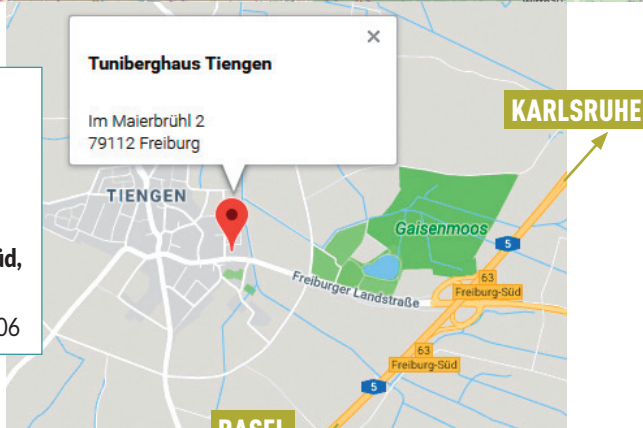 Tuniberghaus Tiengen
Im Maierbrühl 2
79112 Freiburg
KARLSRUHE
TIENGEN
Gaisenmoos
5
63
Freiburg-Süd
Freiburger Landstraße
üd,
06
63
Freiburg-Süd
5
BASEL